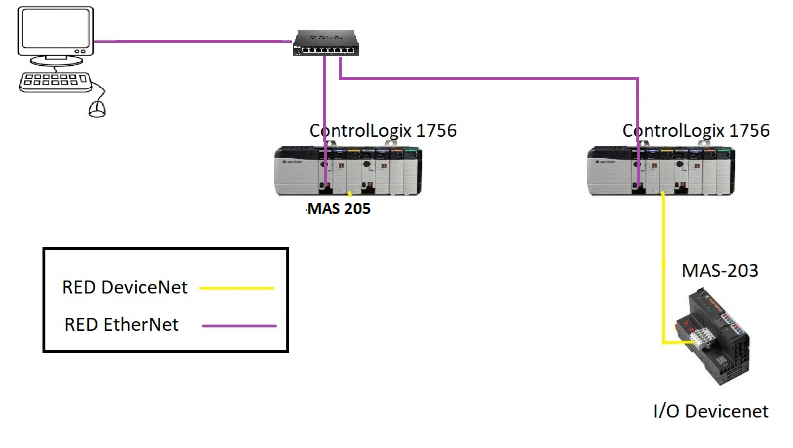 ControlLogix 1756
ControlLogix 1756
MAS 205
RED DeviceNet
RED EtherNet
MAS-203
I/O Devicenet